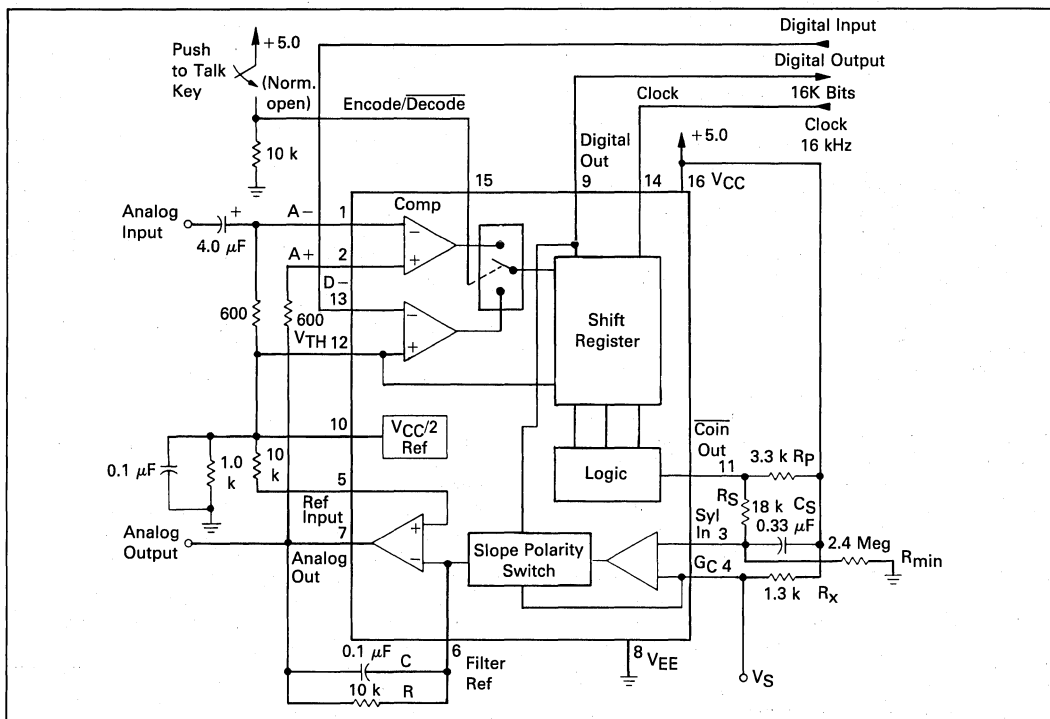 Digital Input
+5.0
Push
to Talk
Key
(Norm.
open)
Digital Output
16K Bits
Encode/Decode
Clock
Clock
16 kHz
Digital
Out
+5.0
10 k
15
9
14
16 VCC
Analog
Input
+
4.0 µF
A− 1
Comp
−
+
A+ 2
D−
13
−
+
600
600
VTH 12
Shift
Register
10
VCC/2
Ref
0.1 µF
1.0
k
10
k
Coin
Out
11
3.3 k RP
Logic
5
Ref
Input
RS
18 k
CS
0.33 µF
Syl
In 3
2.4 Meg
Rmin
Analog
Output
7
Analog
Out
+
−
Slope Polarity
Switch
GC 4
1.3 k
Rx
0.1 µF
C
6
Filter
Ref
10 k
R
8 VEE
VS